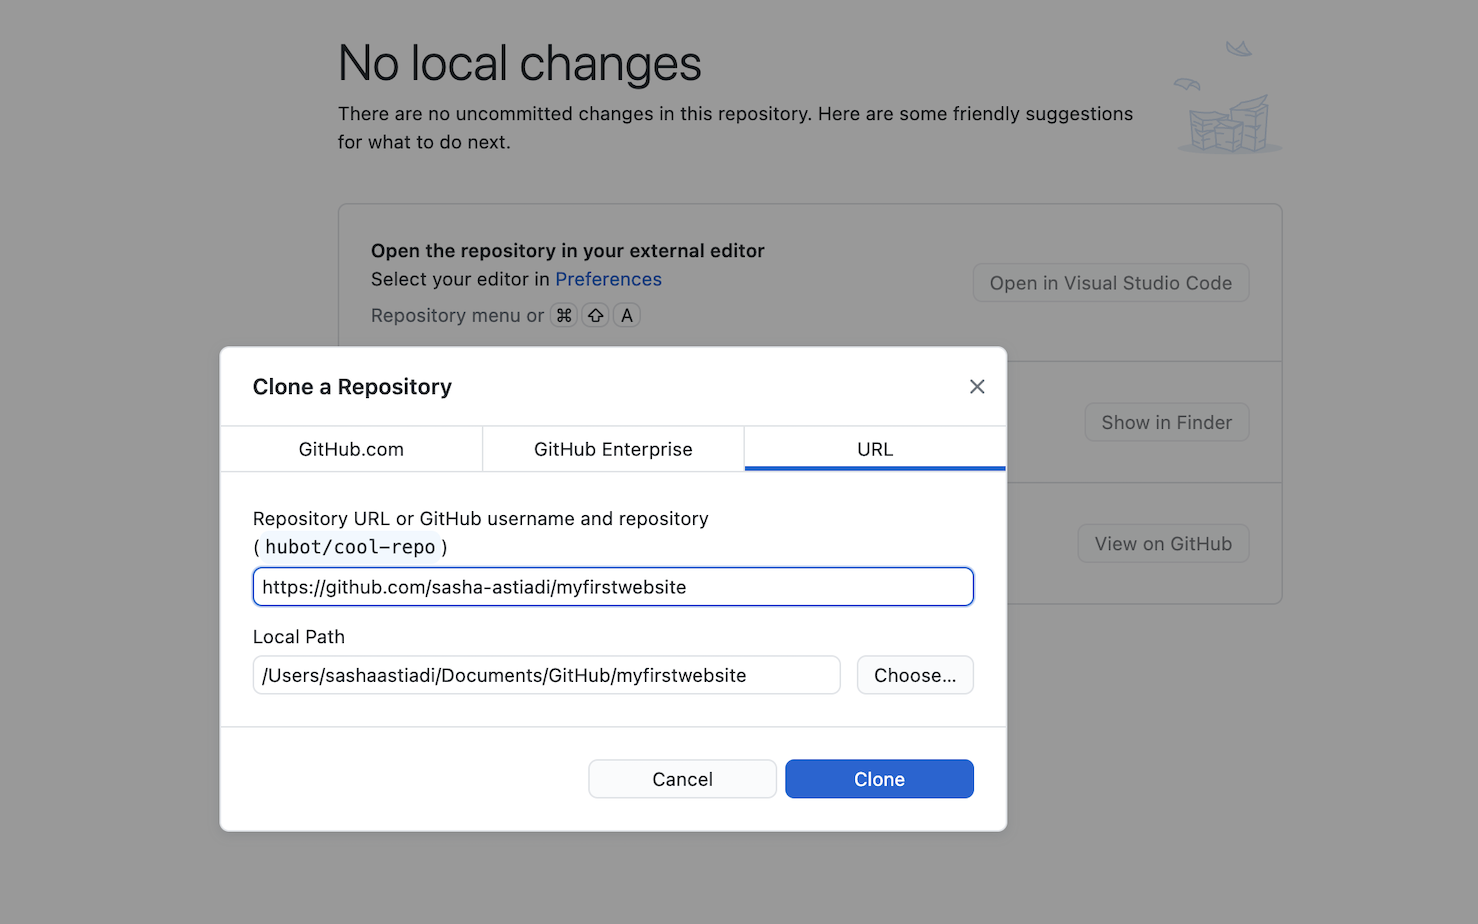 No local changes
There are no uncommitted changes in this repository. Here are some friendly suggestions
for what to do next.
Open the repository in your external editor
Select your editor in Preferences
Repository menu or ⌘ ⇧ A
Open in Visual Studio Code
Show in Finder
View on GitHub
Clone a Repository
GitHub.com
GitHub Enterprise
URL
Repository URL or GitHub username and repository
(hubot/cool-repo)
https://github.com/sasha-astiadi/myfirstwebsite
Local Path
/Users/sashaastiadi/Documents/GitHub/myfirstwebsite
Choose...
Cancel
Clone